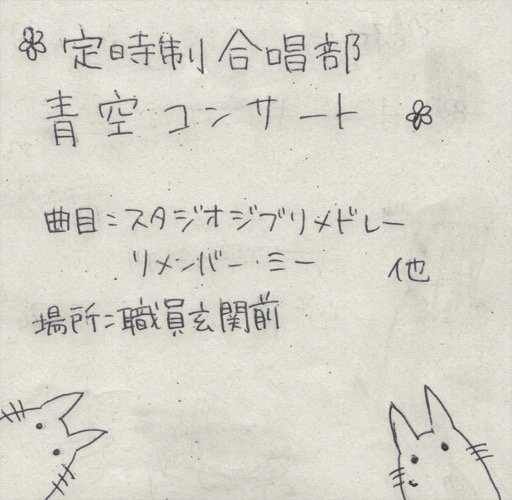 定時制合唱部
青空コンサート
曲目:スタジオジブリメドレー
リメンバー・ミー 他
場所:職員玄関前